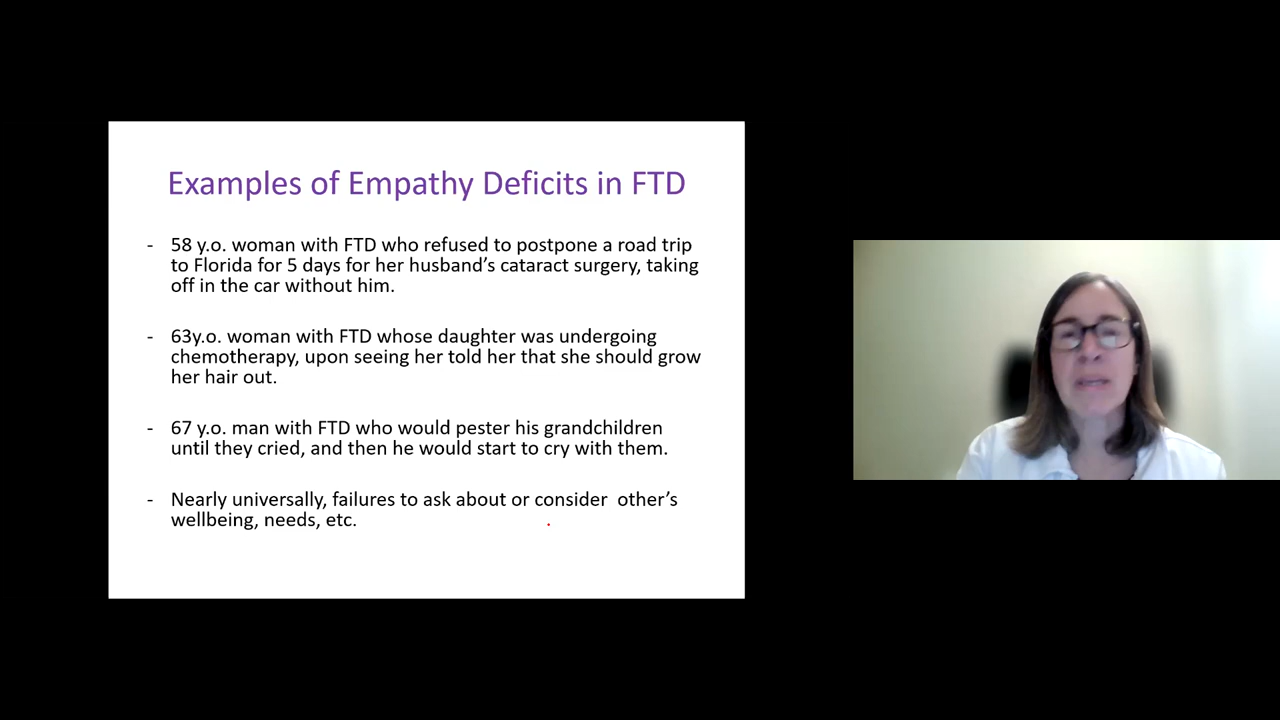 Examples of Empathy Deficits in FTD
- 58 y.o. woman with FTD who refused to postpone a road trip
to Florida for 5 days for her husband’s cataract surgery, taking
off in the car without him.
- 63y.o. woman with FTD whose daughter was undergoing
chemotherapy, upon seeing her told her that she should grow
her hair out.
- 67 y.o. man with FTD who would pester his grandchildren
until they cried, and then he would start to cry with them.
- Nearly universally, failures to ask about or consider  other’s
wellbeing, needs, etc.